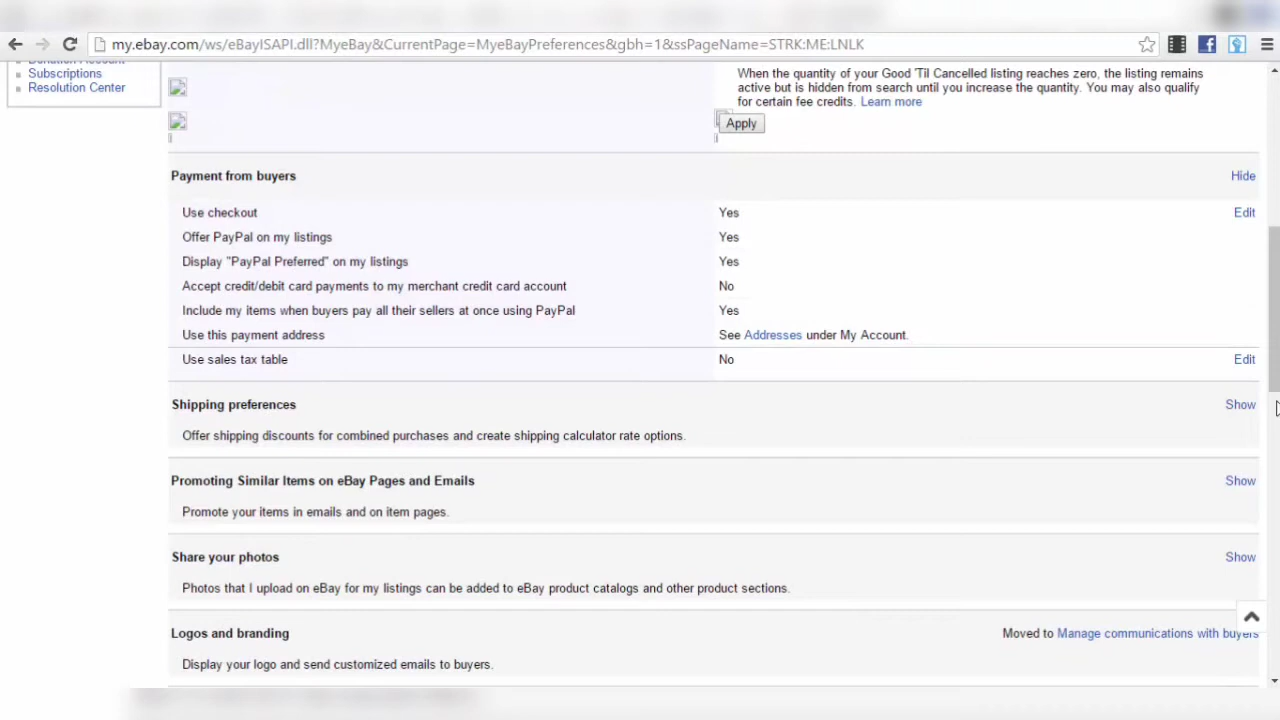 my.ebay.com/ws/eBayISAPI.dll?MyeBay&CurrentPage=MyeBayPreferences&gbh=1&ssPageName=STRK:ME:LNLK
Donation Account
Subscriptions
Resolution Center
When the quantity of your Good 'Til Cancelled listing reaches zero, the listing remains
active but is hidden from search until you increase the quantity. You may also qualify
for certain fee credits. Learn more
Apply
Payment from buyers Hide
Use checkout Yes Edit
Offer PayPal on my listings Yes
Display "PayPal Preferred" on my listings Yes
Accept credit/debit card payments to my merchant credit card account No
Include my items when buyers pay all their sellers at once using PayPal Yes
Use this payment address See Addresses under My Account.
Use sales tax table No Edit
Shipping preferences Show
Offer shipping discounts for combined purchases and create shipping calculator rate options.
Promoting Similar Items on eBay Pages and Emails Show
Promote your items in emails and on item pages.
Share your photos Show
Photos that I upload on eBay for my listings can be added to eBay product catalogs and other product sections.
Logos and branding Moved to Manage communications with buyers
Display your logo and send customized emails to buyers.